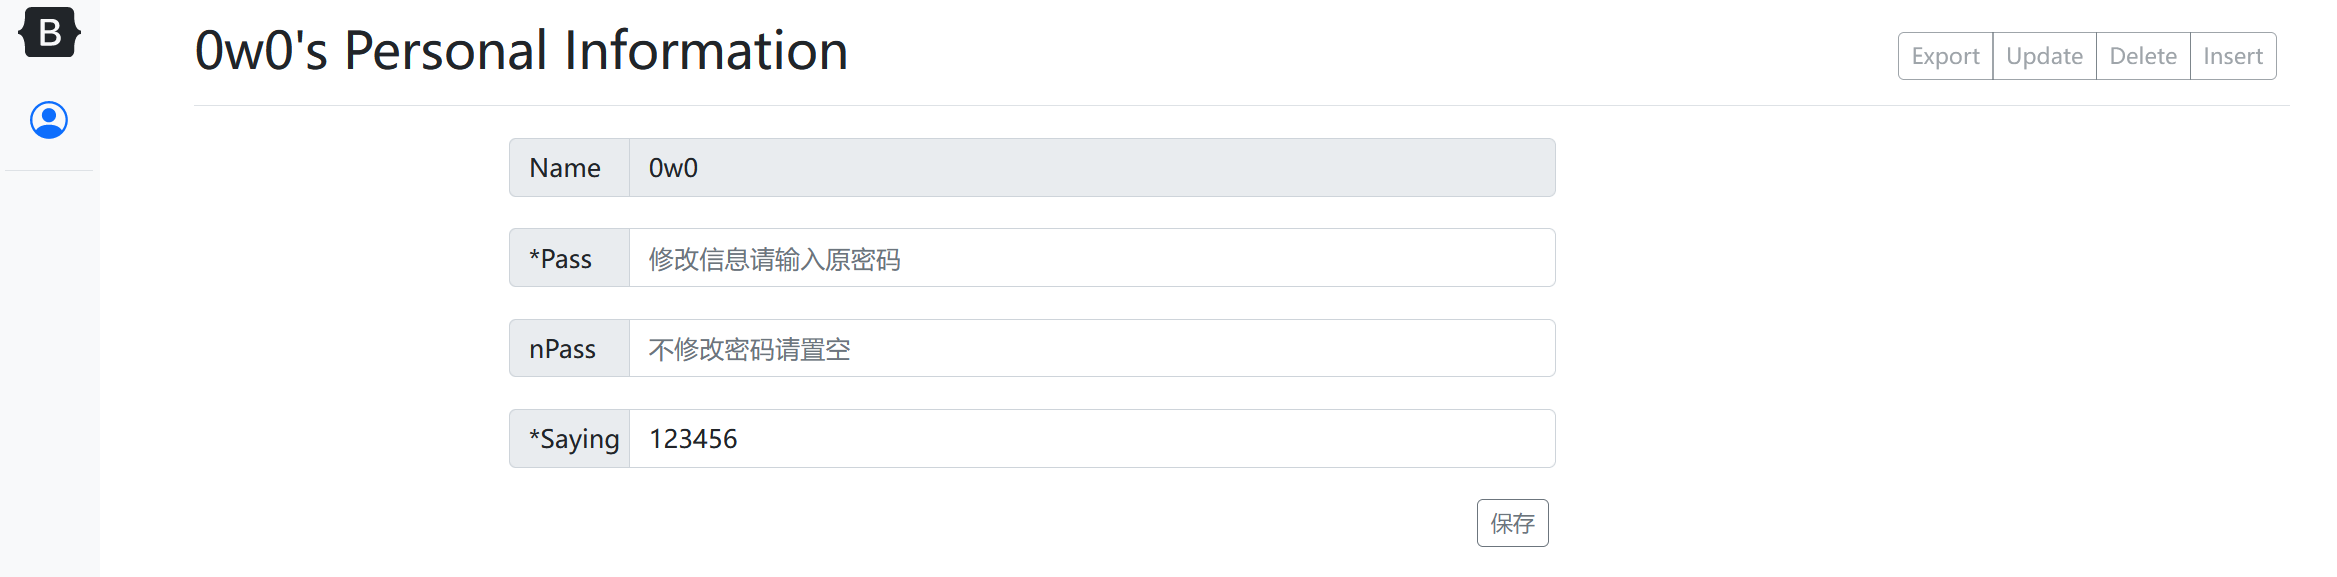 B
0w0's Personal Information
Export Update Delete Insert
Name 0w0
*Pass 修改信息请输入原密码
nPass 不修改密码请置空
*Saying 123456
保存